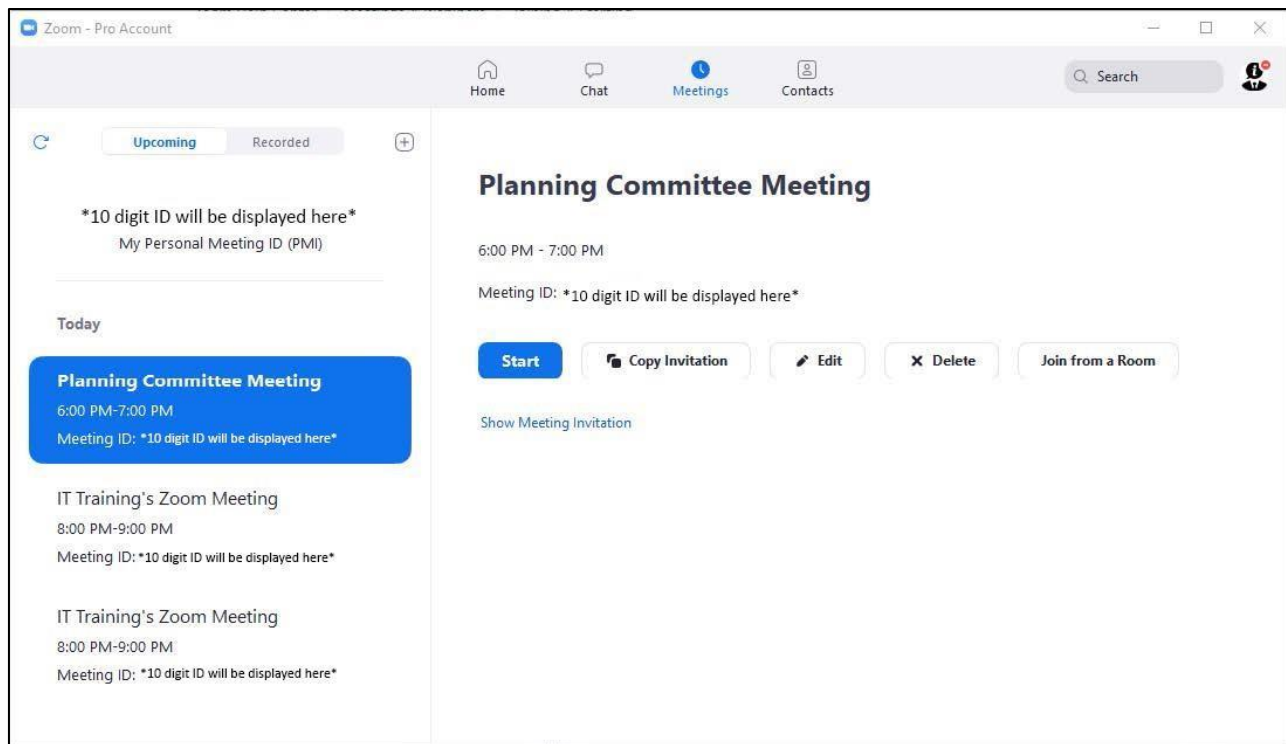 Zoom - Pro Account
Home
Chat
Meetings
Contacts
Search
Upcoming
Recorded
*10 digit ID will be displayed here*
My Personal Meeting ID (PMI)
Today
Planning Committee Meeting
6:00 PM-7:00 PM
Meeting ID: *10 digit ID will be displayed here*
IT Training's Zoom Meeting
8:00 PM-9:00 PM
Meeting ID: *10 digit ID will be displayed here*
IT Training's Zoom Meeting
8:00 PM-9:00 PM
Meeting ID: *10 digit ID will be displayed here*
Planning Committee Meeting
6:00 PM - 7:00 PM
Meeting ID: *10 digit ID will be displayed here*
Start
Copy Invitation
Edit
Delete
Join from a Room
Show Meeting Invitation